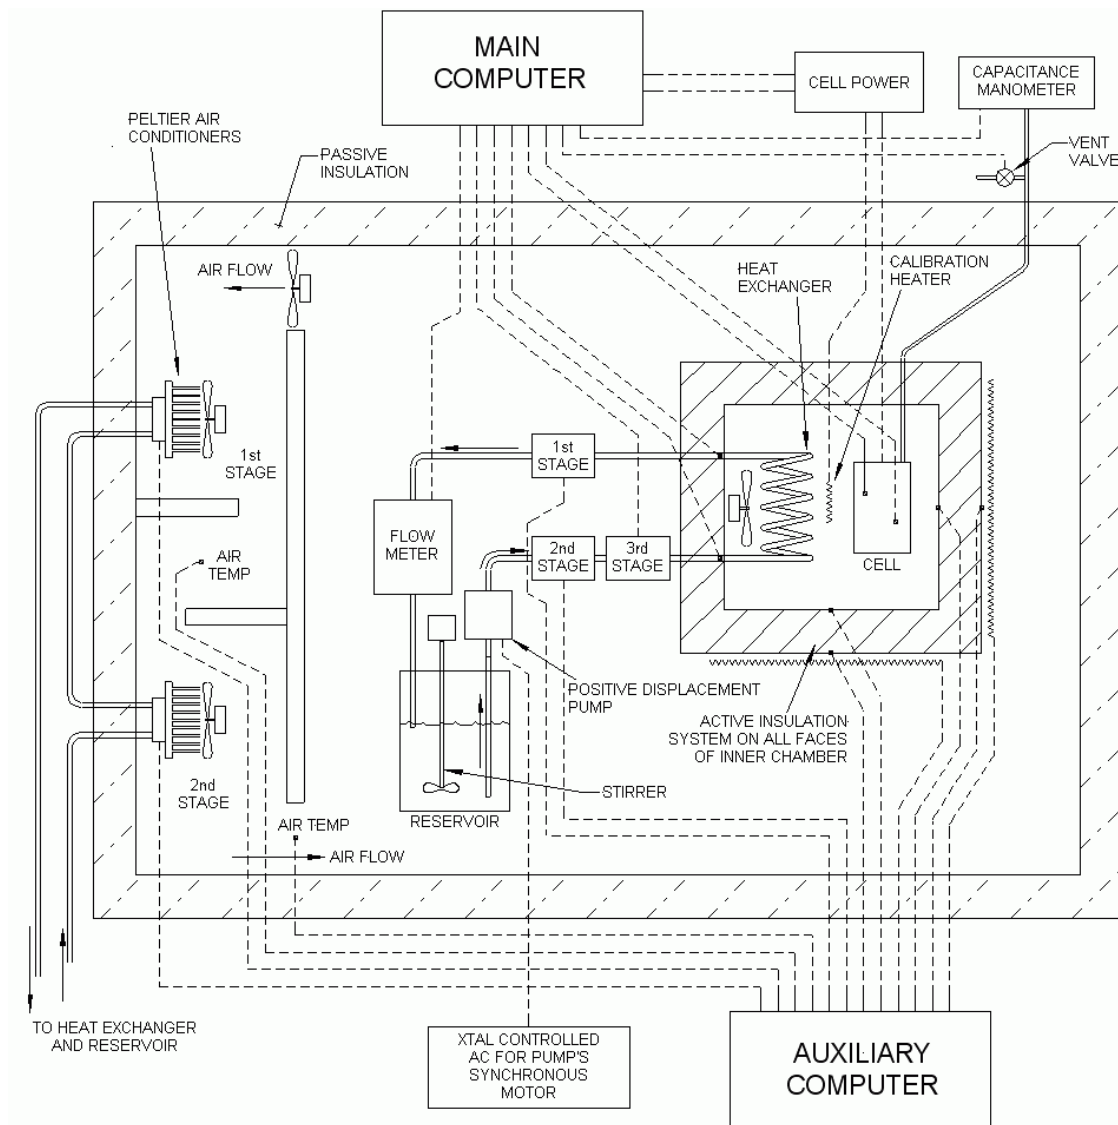 MAIN
COMPUTER
CELL POWER
CAPACITANCE
MANOMETER
PELTIER AIR
CONDITIONERS
PASSIVE
INSULATION
VENT
VALVE
AIR FLOW
HEAT
EXCHANGER
CALIBRATION
HEATER
1st
STAGE
1st
STAGE
FLOW
METER
2nd
STAGE
3rd
STAGE
AIR
TEMP
CELL
POSITIVE DISPLACEMENT
PUMP
ACTIVE INSULATION
SYSTEM ON ALL FACES
OF INNER CHAMBER
2nd
STAGE
STIRRER
RESERVOIR
AIR TEMP
AIR FLOW
TO HEAT EXCHANGER
AND RESERVOIR
XTAL CONTROLLED
AC FOR PUMP'S
SYNCHRONOUS
MOTOR
AUXILIARY
COMPUTER